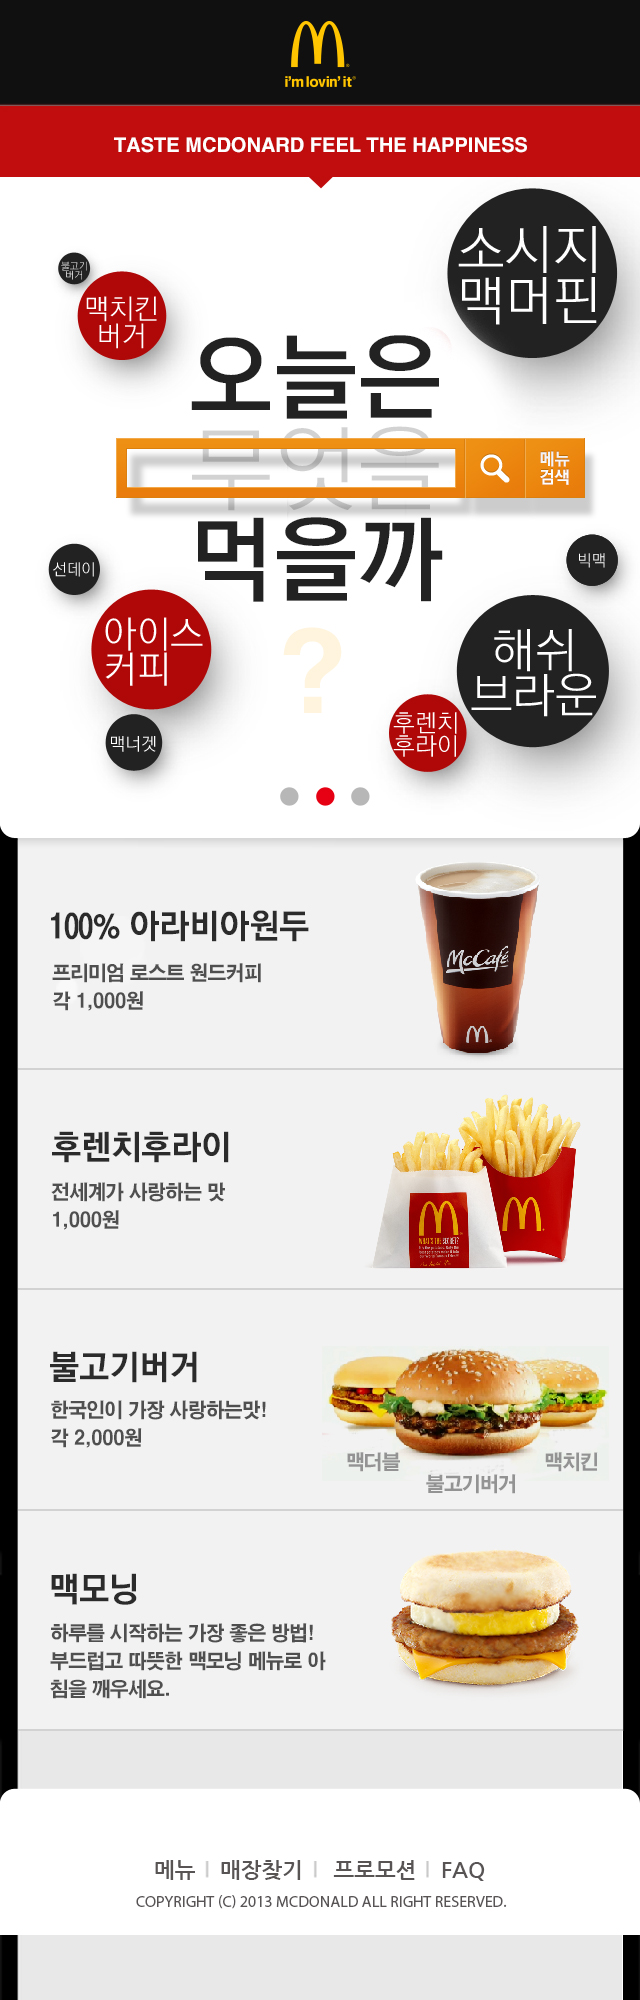 i'm lovin' it
TASTE MCDONARD FEEL THE HAPPINESS
소시지
맥머핀
불고기
버거
맥치킨
버거
오늘은
무엇을
메뉴
검색
먹을까
?
선데이
빅맥
아이스
커피
해쉬
브라운
후렌치
후라이
맥너겟
100% 아라비아원두
프리미엄 로스트 원드커피
각 1,000원
McCafé
후렌치후라이
전세계가 사랑하는 맛
1,000원
WHAT'S THE SECRET?
불고기버거
한국인이 가장 사랑하는맛!
각 2,000원
맥더블
맥치킨
불고기버거
맥모닝
하루를 시작하는 가장 좋은 방법!
부드럽고 따뜻한 맥모닝 메뉴로 아
침을 깨우세요.
메뉴 | 매장찾기 | 프로모션 | FAQ
COPYRIGHT (C) 2013 MCDONALD ALL RIGHT RESERVED.